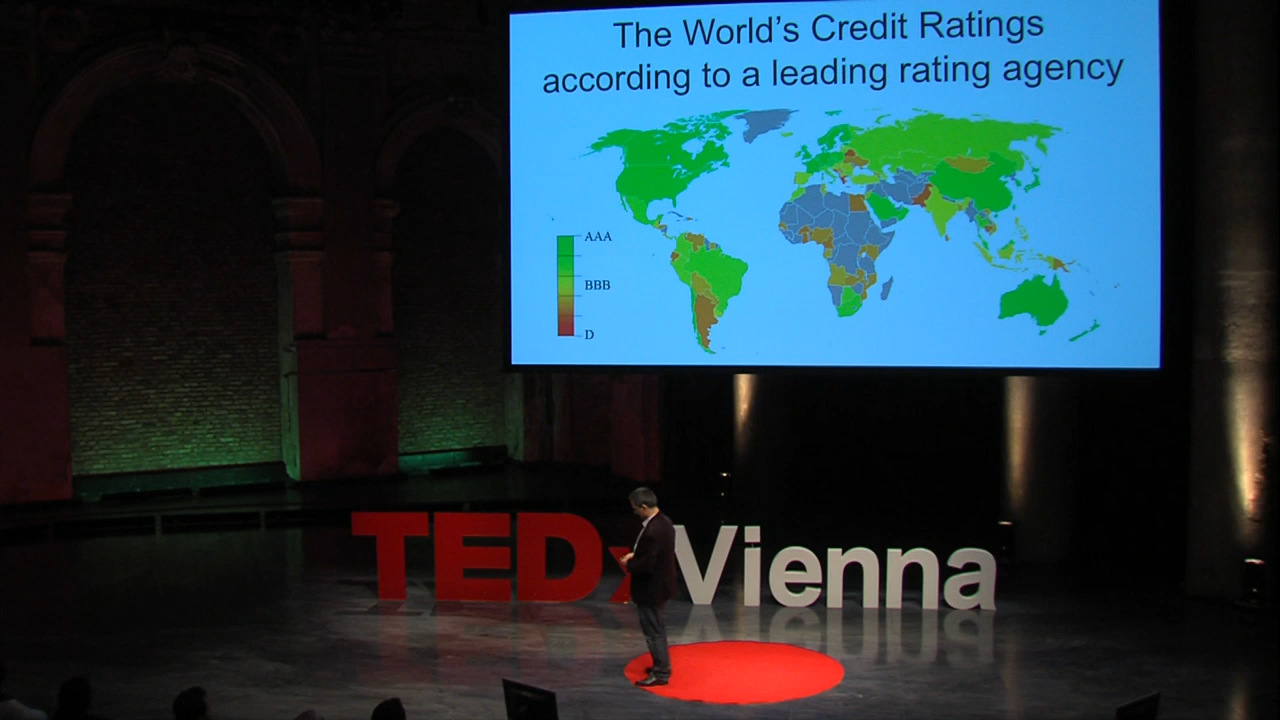 The World's Credit Ratings
according to a leading rating agency
AAA
BBB
D
TEDxVienna